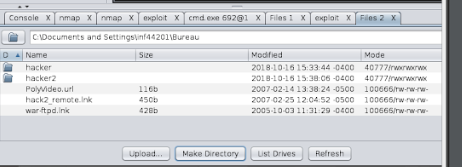 Console X nmap X nmap X exploit X cmd.exe 692@1 X Files 1 X exploit X Files 2 X
C:\Documents and Settings\inf44201\Bureau
D Name Size Modified Mode
hacker 2018-10-16 15:33:44 -0400 40777/rwxrwxrwx
hacker2 2018-10-16 15:38:06 -0400 40777/rwxrwxrwx
PolyVideo.url 116b 2007-02-14 13:38:24 -0500 100666/rw-rw-rw-
hack2_remote.lnk 450b 2007-02-25 12:04:52 -0500 100666/rw-rw-rw-
war-ftpd.lnk 428b 2005-10-03 11:31:29 -0400 100666/rw-rw-rw-
Upload... Make Directory List Drives Refresh